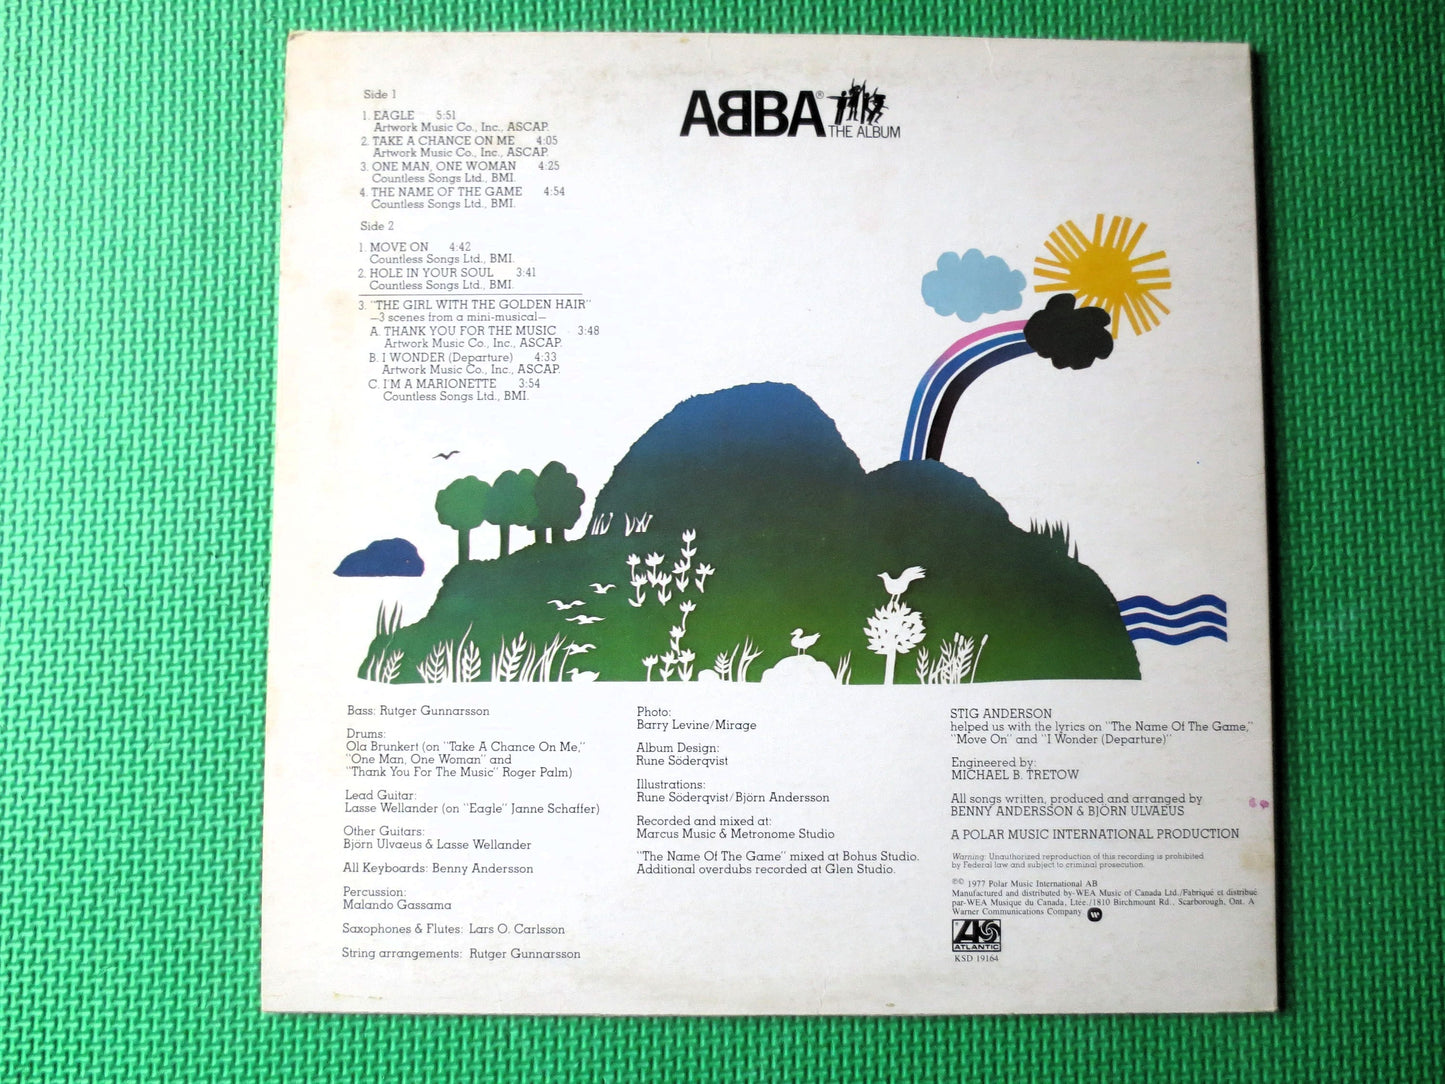 ABBA®
THE ALBUM
Side 1
1. EAGLE 5:51
Artwork Music Co., Inc., ASCAP.
2. TAKE A CHANCE ON ME 4:05
Artwork Music Co., Inc., ASCAP.
3. ONE MAN, ONE WOMAN 4:25
Countless Songs Ltd., BMI.
4. THE NAME OF THE GAME 4:54
Countless Songs Ltd., BMI.
Side 2
1. MOVE ON 4:42
Countless Songs Ltd., BMI.
2. HOLE IN YOUR SOUL 3:41
Countless Songs Ltd., BMI.
3. "THE GIRL WITH THE GOLDEN HAIR"
—3 scenes from a mini-musical—
A. THANK YOU FOR THE MUSIC 3:48
Artwork Music Co., Inc., ASCAP.
B. I WONDER (Departure) 4:33
Artwork Music Co., Inc., ASCAP.
C. I'M A MARIONETTE 3:54
Countless Songs Ltd., BMI.
Bass: Rutger Gunnarsson
Drums:
Ola Brunkert (on "Take A Chance On Me,"
"One Man, One Woman" and
"Thank You For The Music" Roger Palm)
Lead Guitar:
Lasse Wellander (on "Eagle" Janne Schaffer)
Other Guitars:
Björn Ulvaeus & Lasse Wellander
All Keyboards: Benny Andersson
Percussion:
Malando Gassama
Saxophones & Flutes: Lars O. Carlsson
String arrangements: Rutger Gunnarsson
Photo:
Barry Levine/Mirage
Album Design:
Rune Söderqvist
Illustrations:
Rune Söderqvist/Björn Andersson
Recorded and mixed at:
Marcus Music & Metronome Studio
"The Name Of The Game" mixed at Bohus Studio.
Additional overdubs recorded at Glen Studio.
STIG ANDERSON
helped us with the lyrics on "The Name Of The Game,"
"Move On" and "I Wonder (Departure)"
Engineered by:
MICHAEL B. TRETOW
All songs written, produced and arranged by
BENNY ANDERSSON & BJÖRN ULVAEUS
A POLAR MUSIC INTERNATIONAL PRODUCTION
Warning: Unauthorized reproduction of this recording is prohibited
by Federal law and subject to criminal prosecution.
℗© 1977 Polar Music International AB
Manufactured and distributed by-WEA Music of Canada Ltd./Fabriqué et distribué
par-WEA Musique du Canada, Ltée./1810 Birchmount Rd., Scarborough, Ont. A
Warner Communications Company
ATLANTIC
KSD 19164